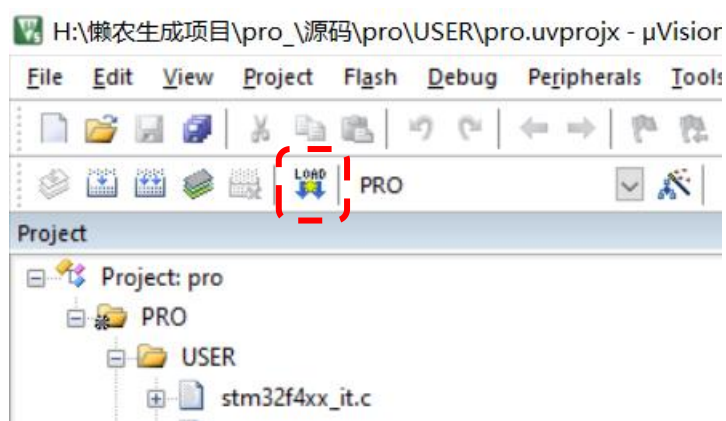 H:\懒农生成项目\pro_\源码\pro\USER\pro.uvprojx - µVision
File Edit View Project Flash Debug Peripherals Tools
LOAD PRO
Project
Project: pro
PRO
USER
stm32f4xx_it.c